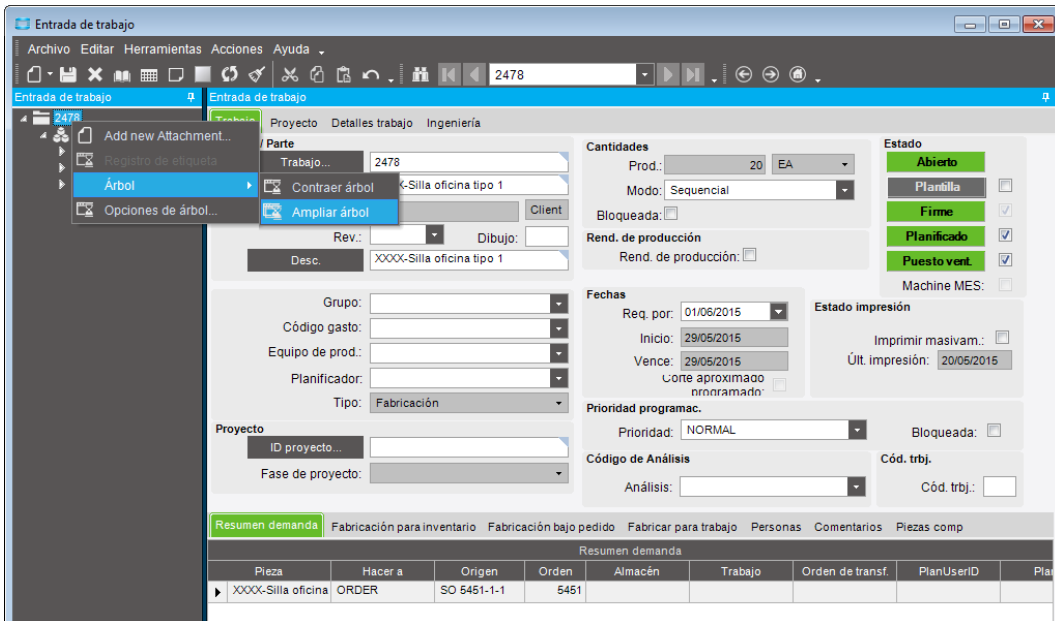 Entrada de trabajo
Archivo Editar Herramientas Acciones Ayuda
2478
Entrada de trabajo
Entrada de trabajo
2478
Add new Attachment...
Registro de etiqueta
Árbol
Opciones de árbol...
Contraer árbol
Ampliar árbol
Trabajo Proyecto Detalles trabajo Ingeniería
/ Parte
Trabajo... 2478
X-Silla oficina tipo 1
Client
Rev.: Dibujo:
Desc. XXXX-Silla oficina tipo 1
Grupo:
Código gasto:
Equipo de prod.:
Planificador:
Tipo: Fabricación
Proyecto
ID proyecto...
Fase de proyecto:
Cantidades
Prod.: 20 EA
Modo: Sequencial
Bloqueada:
Rend. de producción
Rend. de producción:
Fechas
Req. por: 01/06/2015
Inicio: 29/05/2015
Vence: 29/05/2015
Corte aproximado
programado:
Prioridad programac.
Prioridad: NORMAL
Bloqueada:
Código de Análisis
Análisis:
Cód. trbj.
Cód. trbj.:
Estado
Abierto
Plantilla
Firme
Planificado
Puesto vent.
Machine MES:
Estado impresión
Imprimir masivam.:
Últ. impresión: 20/05/2015
Resumen demanda Fabricación para inventario Fabricación bajo pedido Fabricar para trabajo Personas Comentarios Piezas comp
Resumen demanda
Pieza Hacer a Origen Orden Almacén Trabajo Orden de transf. PlanUserID Plan
XXXX-Silla oficina ORDER SO 5451-1-1 5451